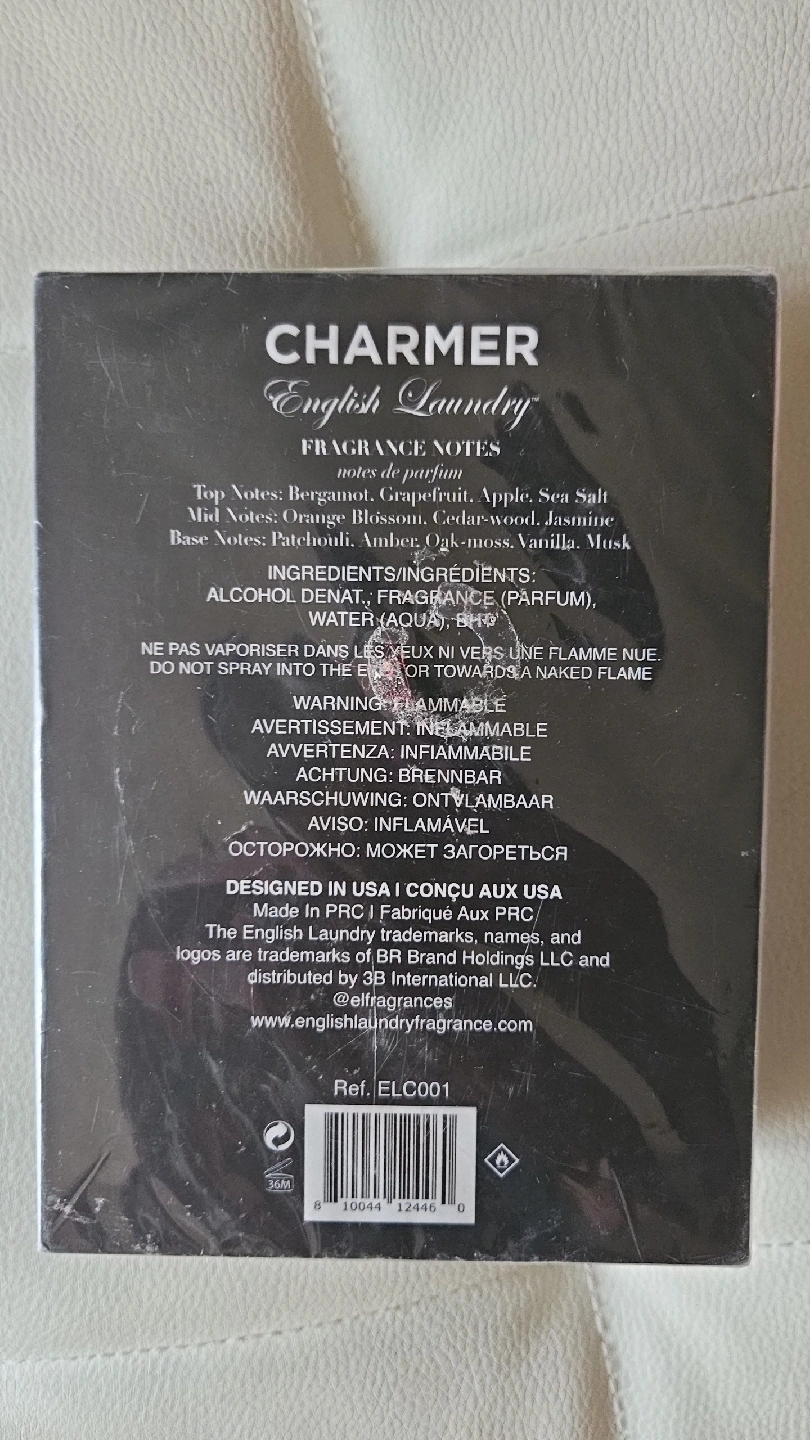 CHARMER
English Laundry™
FRAGRANCE NOTES
notes de parfum
Top Notes: Bergamot, Grapefruit, Apple, Sea Salt
Mid Notes: Orange Blossom, Cedar-wood, Jasmine
Base Notes: Patchouli, Amber, Oak-moss, Vanilla, Musk
INGREDIENTS/INGRÉDIENTS:
ALCOHOL DENAT., FRAGRANCE (PARFUM),
WATER (AQUA),
NE PAS VAPORISER DANS LES YEUX NI VERS UNE FLAMME NUE.
DO NOT SPRAY INTO THE OR TOWARDS A NAKED FLAME
WARNING: FLAMMABLE
AVERTISSEMENT: INFLAMMABLE
AVVERTENZA: INFIAMMABILE
ACHTUNG: BRENNBAR
WAARSCHUWING: ONTVLAMBAAR
AVISO: INFLAMÁVEL
ОСТОРОЖНО: МОЖЕТ ЗАГОРЕТЬСЯ
DESIGNED IN USA | CONÇU AUX USA
Made In PRC | Fabriqué Aux PRC
The English Laundry trademarks, names, and
logos are trademarks of BR Brand Holdings LLC and
distributed by 3B International LLC.
@elfragrances
www.englishlaundryfragrance.com
Ref. ELC001
36M
8 10044 12446 0